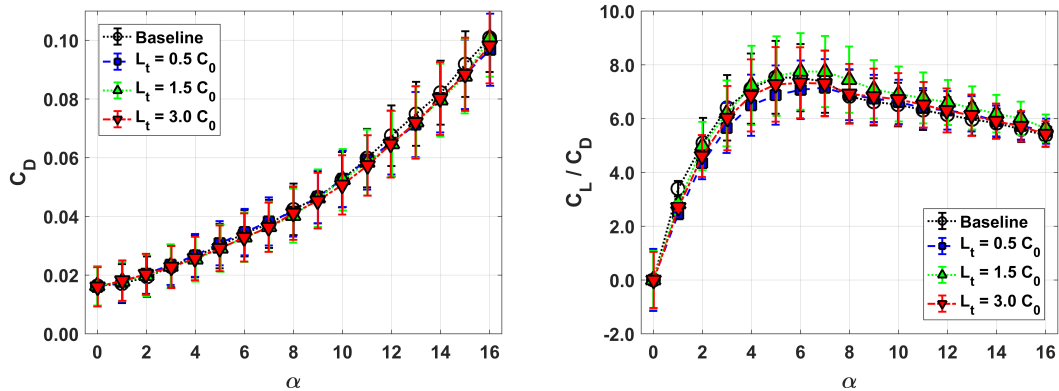 C_D
0.10
0.08
0.06
0.04
0.02
0.00
Baseline
L_t = 0.5 C_0
L_t = 1.5 C_0
L_t = 3.0 C_0
0 2 4 6 8 10 12 14 16
α
C_L / C_D
10.0
8.0
6.0
4.0
2.0
0.0
-2.0
Baseline
L_t = 0.5 C_0
L_t = 1.5 C_0
L_t = 3.0 C_0
0 2 4 6 8 10 12 14 16
α